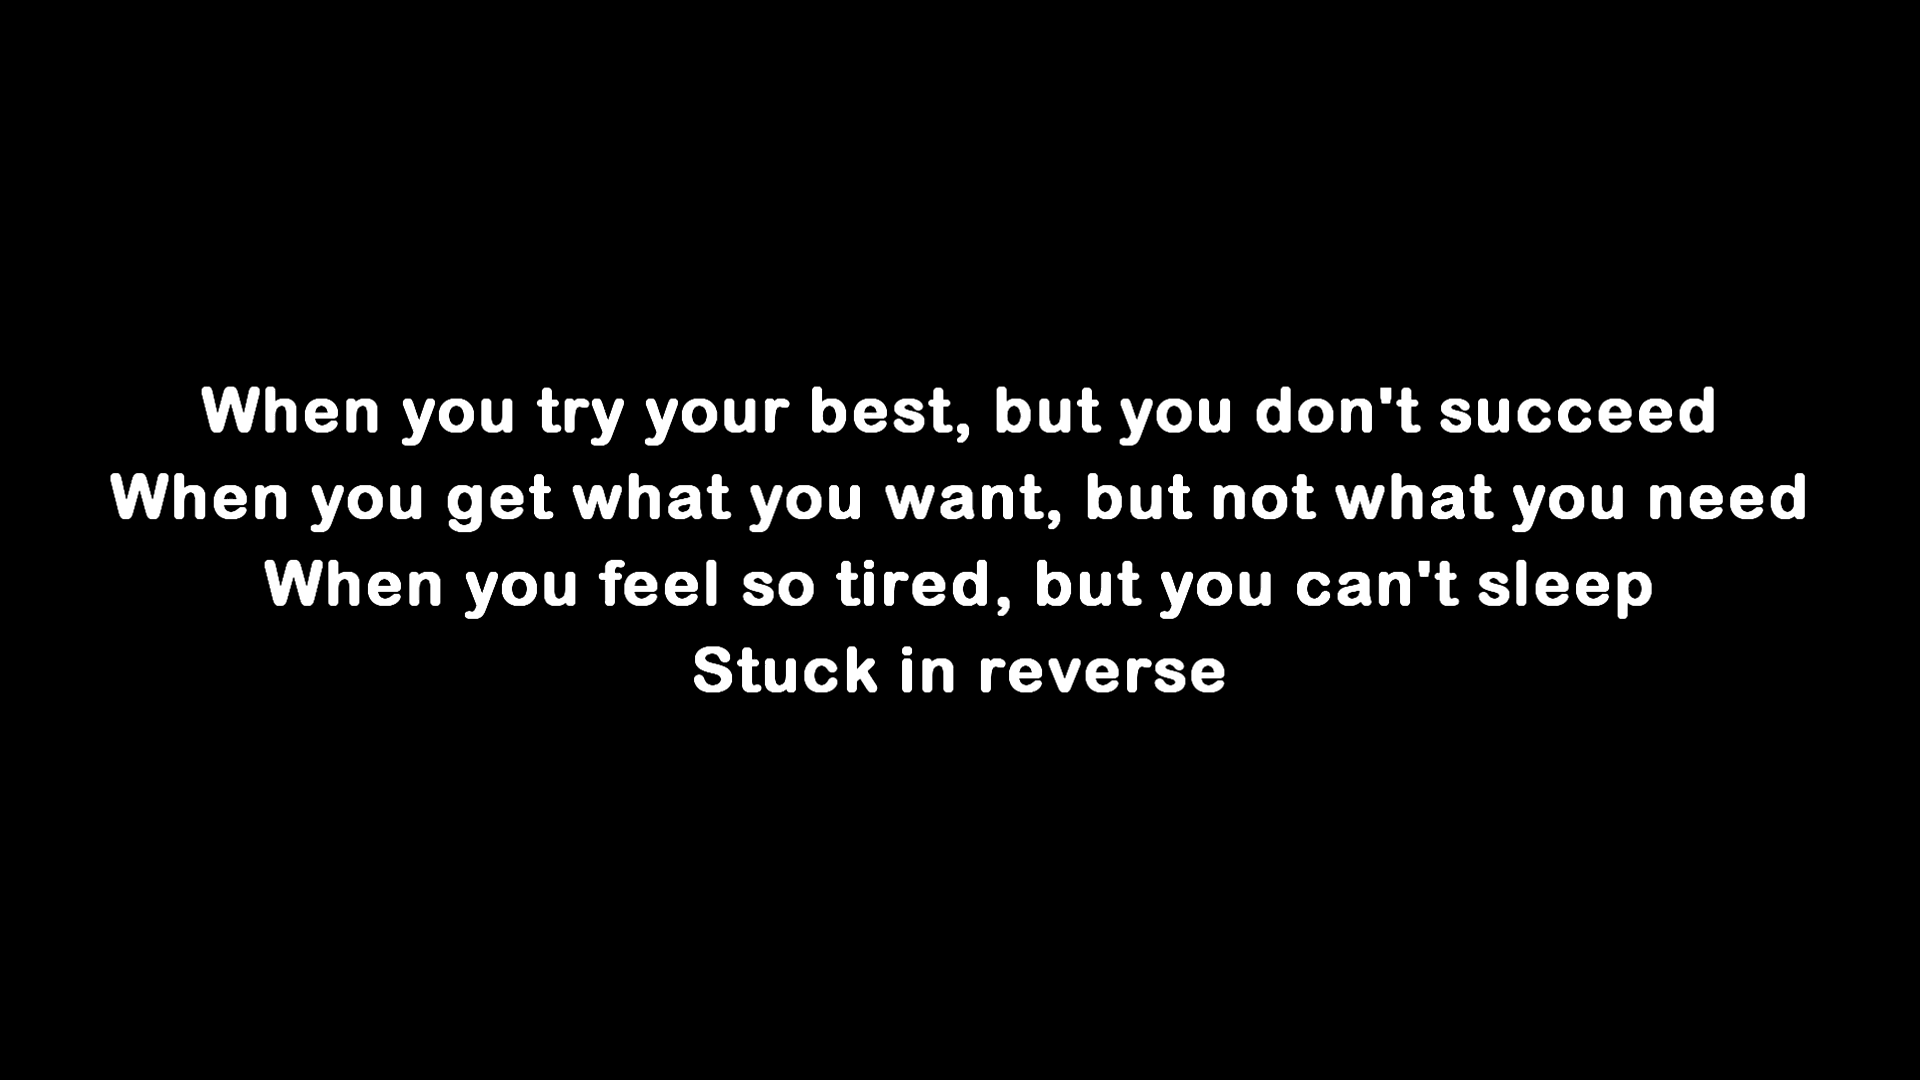 When you try your best, but you don't succeed
When you get what you want, but not what you need
When you feel so tired, but you can't sleep
Stuck in reverse